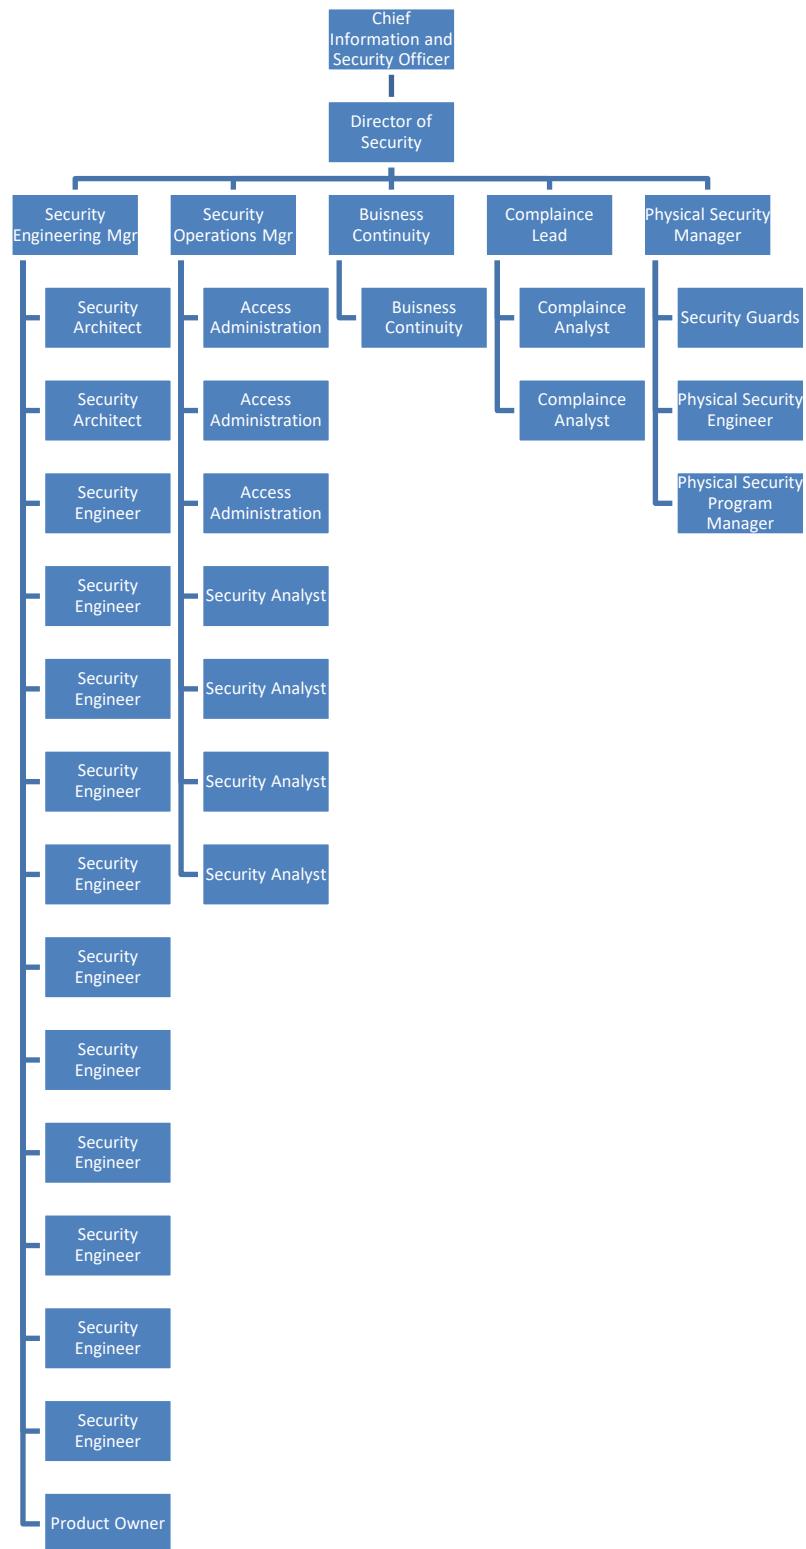 Chief
Information and
Security Officer
Director of
Security
Security
Engineering Mgr
Security
Operations Mgr
Buisness
Continuity
Complaince
Lead
Physical Security
Manager
Security
Architect
Security
Architect
Security
Engineer
Security
Engineer
Security
Engineer
Security
Engineer
Security
Engineer
Security
Engineer
Security
Engineer
Security
Engineer
Security
Engineer
Security
Engineer
Security
Engineer
Product Owner
Access
Administration
Access
Administration
Access
Administration
Security Analyst
Security Analyst
Security Analyst
Security Analyst
Buisness
Continuity
Complaince
Analyst
Complaince
Analyst
Security Guards
Physical Security
Engineer
Physical Security
Program
Manager